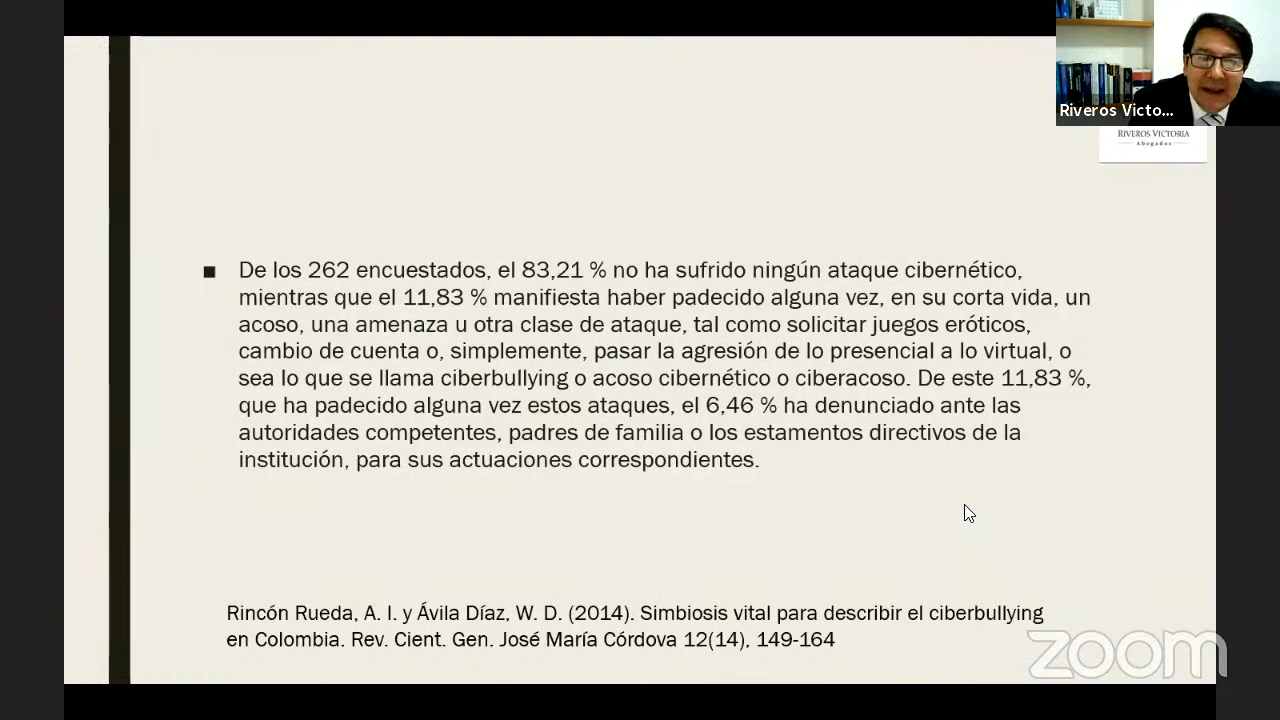 Riveros Victo...
RIVEROS VICTORIA
Abogados
■ De los 262 encuestados, el 83,21 % no ha sufrido ningún ataque cibernético,
mientras que el 11,83 % manifiesta haber padecido alguna vez, en su corta vida, un
acoso, una amenaza u otra clase de ataque, tal como solicitar juegos eróticos,
cambio de cuenta o, simplemente, pasar la agresión de lo presencial a lo virtual, o
sea lo que se llama ciberbullying o acoso cibernético o ciberacoso. De este 11,83 %,
que ha padecido alguna vez estos ataques, el 6,46 % ha denunciado ante las
autoridades competentes, padres de familia o los estamentos directivos de la
institución, para sus actuaciones correspondientes.
Rincón Rueda, A. I. y Ávila Díaz, W. D. (2014). Simbiosis vital para describir el ciberbullying
en Colombia. Rev. Cient. Gen. José María Córdova 12(14), 149-164
zoom